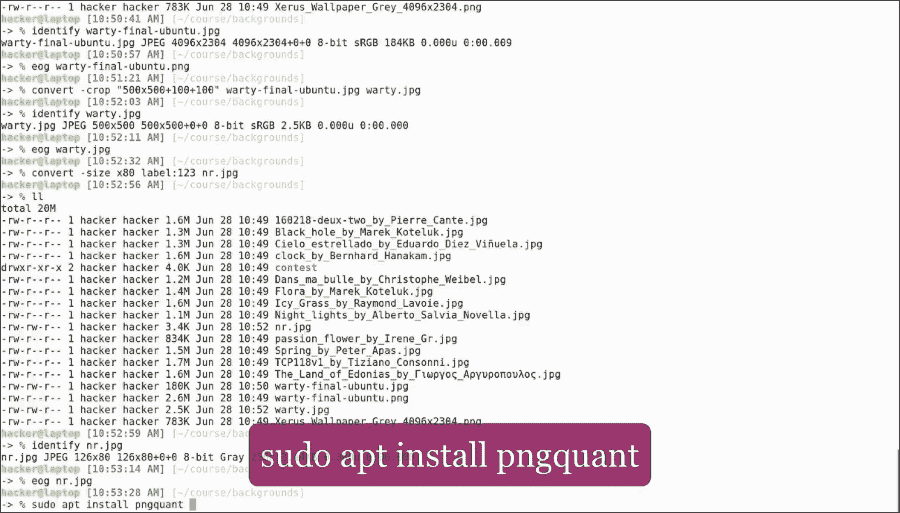 -rw-r--r-- 1 hacker hacker 783K Jun 28 10:49 Xerus_Wallpaper_Grey_4096x2304.png
hacker@laptop [10:50:41 AM] [~/course/backgrounds]
-> % identify warty-final-ubuntu.jpg
warty-final-ubuntu.jpg JPEG 4096x2304 4096x2304+0+0 8-bit sRGB 184KB 0.000u 0:00.009
hacker@laptop [10:50:57 AM] [~/course/backgrounds]
-> % eog warty-final-ubuntu.png
hacker@laptop [10:51:21 AM] [~/course/backgrounds]
-> % convert -crop "500x500+100+100" warty-final-ubuntu.jpg warty.jpg
hacker@laptop [10:52:03 AM] [~/course/backgrounds]
-> % identify warty.jpg
warty.jpg JPEG 500x500 500x500+0+0 8-bit sRGB 2.5KB 0.000u 0:00.000
hacker@laptop [10:52:11 AM] [~/course/backgrounds]
-> % eog warty.jpg
hacker@laptop [10:52:32 AM] [~/course/backgrounds]
-> % convert -size x80 label:123 nr.jpg
hacker@laptop [10:52:56 AM] [~/course/backgrounds]
-> % ll
total 20M
-rw-r--r-- 1 hacker hacker 1.6M Jun 28 10:49 160218-deux-two_by_Pierre_Cante.jpg
-rw-r--r-- 1 hacker hacker 1.3M Jun 28 10:49 Black_hole_by_Marek_Koteluk.jpg
-rw-r--r-- 1 hacker hacker 1.3M Jun 28 10:49 Cielo_estrellado_by_Eduardo_Diez_Viñuela.jpg
-rw-r--r-- 1 hacker hacker 1.6M Jun 28 10:49 clock_by_Bernhard_Hanakam.jpg
drwxr-xr-x 2 hacker hacker 4.0K Jun 28 10:49 contest
-rw-r--r-- 1 hacker hacker 1.2M Jun 28 10:49 Dans_ma_bulle_by_Christophe_Weibel.jpg
-rw-r--r-- 1 hacker hacker 1.4M Jun 28 10:49 Flora_by_Marek_Koteluk.jpg
-rw-r--r-- 1 hacker hacker 1.6M Jun 28 10:49 Icy_Grass_by_Raymond_Lavoie.jpg
-rw-r--r-- 1 hacker hacker 1.1M Jun 28 10:49 Night_lights_by_Alberto_Salvia_Novella.jpg
-rw-rw-r-- 1 hacker hacker 3.4K Jun 28 10:52 nr.jpg
-rw-r--r-- 1 hacker hacker 834K Jun 28 10:49 passion_flower_by_Irene_Gr.jpg
-rw-r--r-- 1 hacker hacker 1.5M Jun 28 10:49 Spring_by_Peter_Apas.jpg
-rw-r--r-- 1 hacker hacker 1.7M Jun 28 10:49 TCP118v1_by_Tiziano_Consonni.jpg
-rw-r--r-- 1 hacker hacker 1.6M Jun 28 10:49 The_Land_of_Edonias_by_Γιωργος_Αργυροπουλος.jpg
-rw-rw-r-- 1 hacker hacker 180K Jun 28 10:50 warty-final-ubuntu.jpg
-rw-r--r-- 1 hacker hacker 2.6M Jun 28 10:49 warty-final-ubuntu.png
-rw-rw-r-- 1 hacker hacker 2.5K Jun 28 10:52 warty.jpg
-rw-r--r-- 1 hacker hacker 783K Jun 28 10:49 Xerus_Wallpaper_Grey_4096x2304.png
hacker@laptop [10:52:59 AM]
-> % identify nr.jpg
nr.jpg JPEG 126x80 126x80+0+0 8-bit Gray
hacker@laptop [10:53:14 AM]
-> % eog nr.jpg
hacker@laptop [10:53:28 AM]
-> % sudo apt install pngquant
sudo apt install pngquant